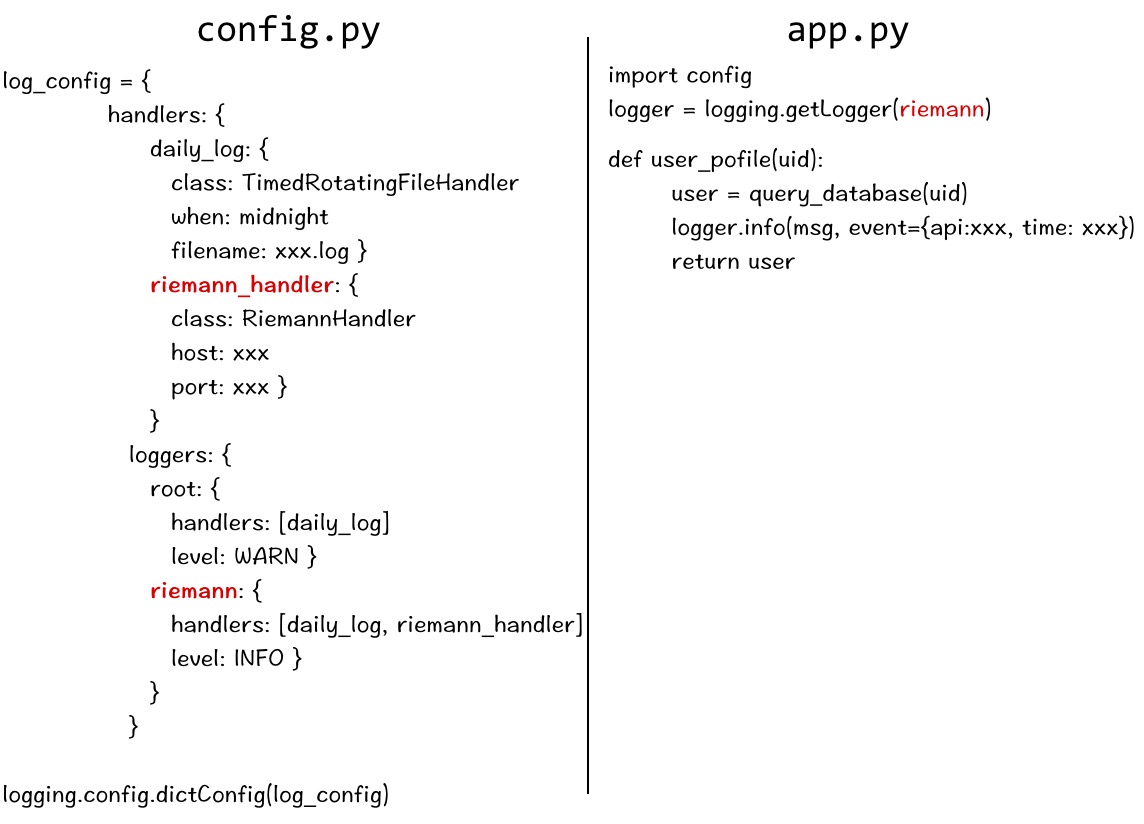 config.py
log_config = {
handlers: {
daily_log: {
class: TimedRotatingFileHandler
when: midnight
filename: xxx.log }
riemann_handler: {
class: RiemannHandler
host: xxx
port: xxx }
}
loggers: {
root: {
handlers: [daily_log]
level: WARN }
riemann: {
handlers: [daily_log, riemann_handler]
level: INFO }
}
}
logging.config.dictConfig(log_config)
app.py
import config
logger = logging.getLogger(riemann)
def user_pofile(uid):
user = query_database(uid)
logger.info(msg, event={api:xxx, time: xxx})
return user